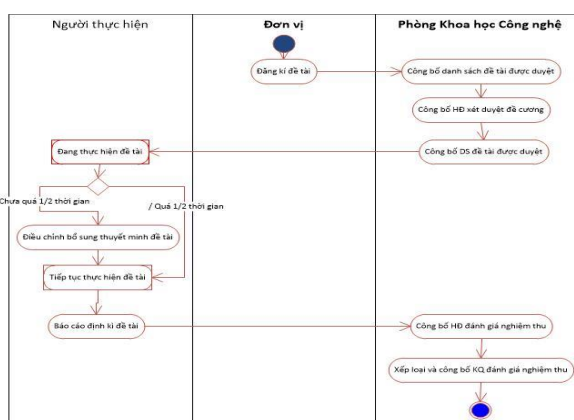 Người thực hiện
Đơn vị
Phòng Khoa học Công nghệ
Đăng kí đề tài
Công bố danh sách đề tài được duyệt
Công bố HĐ xét duyệt đề cương
Công bố DS đề tài được duyệt
Đang thực hiện đề tài
Chưa quá 1/2 thời gian
/ Quá 1/2 thời gian
Điều chỉnh bổ sung thuyết minh đề tài
Tiếp tục thực hiện đề tài
Báo cáo định kì đề tài
Công bố HĐ đánh giá nghiệm thu
Xếp loại và công bố KQ đánh giá nghiệm thu